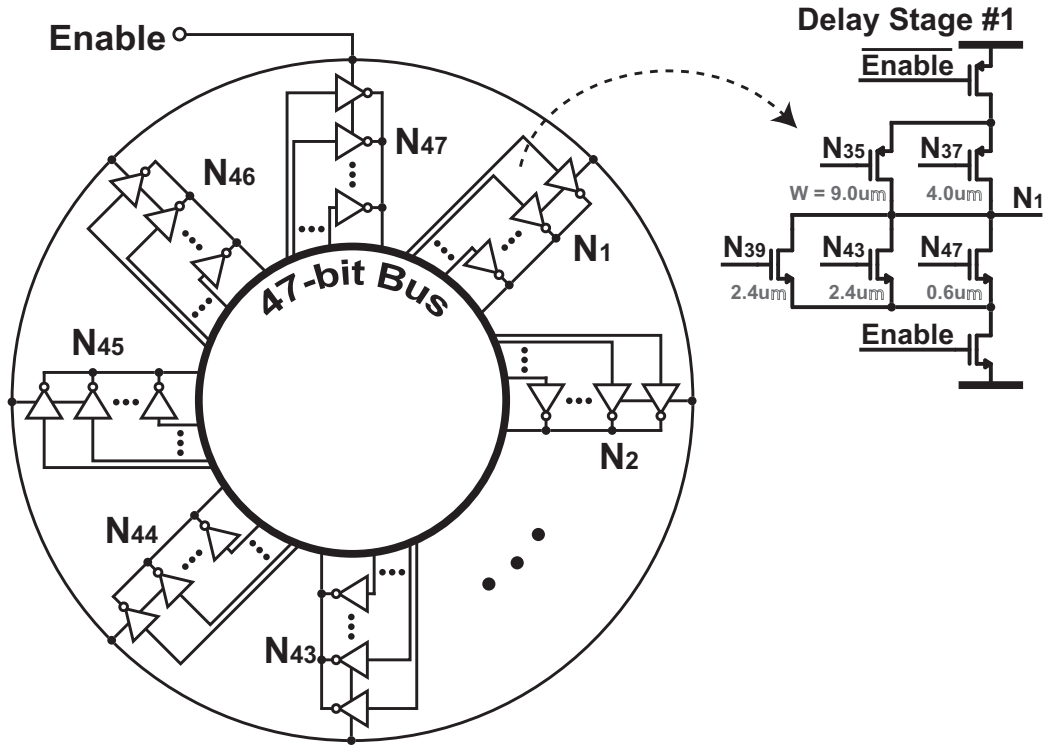 Delay Stage #1
Enable
Enable
N47
N35
N37
N46
W = 9.0um
4.0um
N1
N1
N39
N43
N47
47-bit Bus
2.4um
2.4um
0.6um
Enable
N45
N2
N44
N43